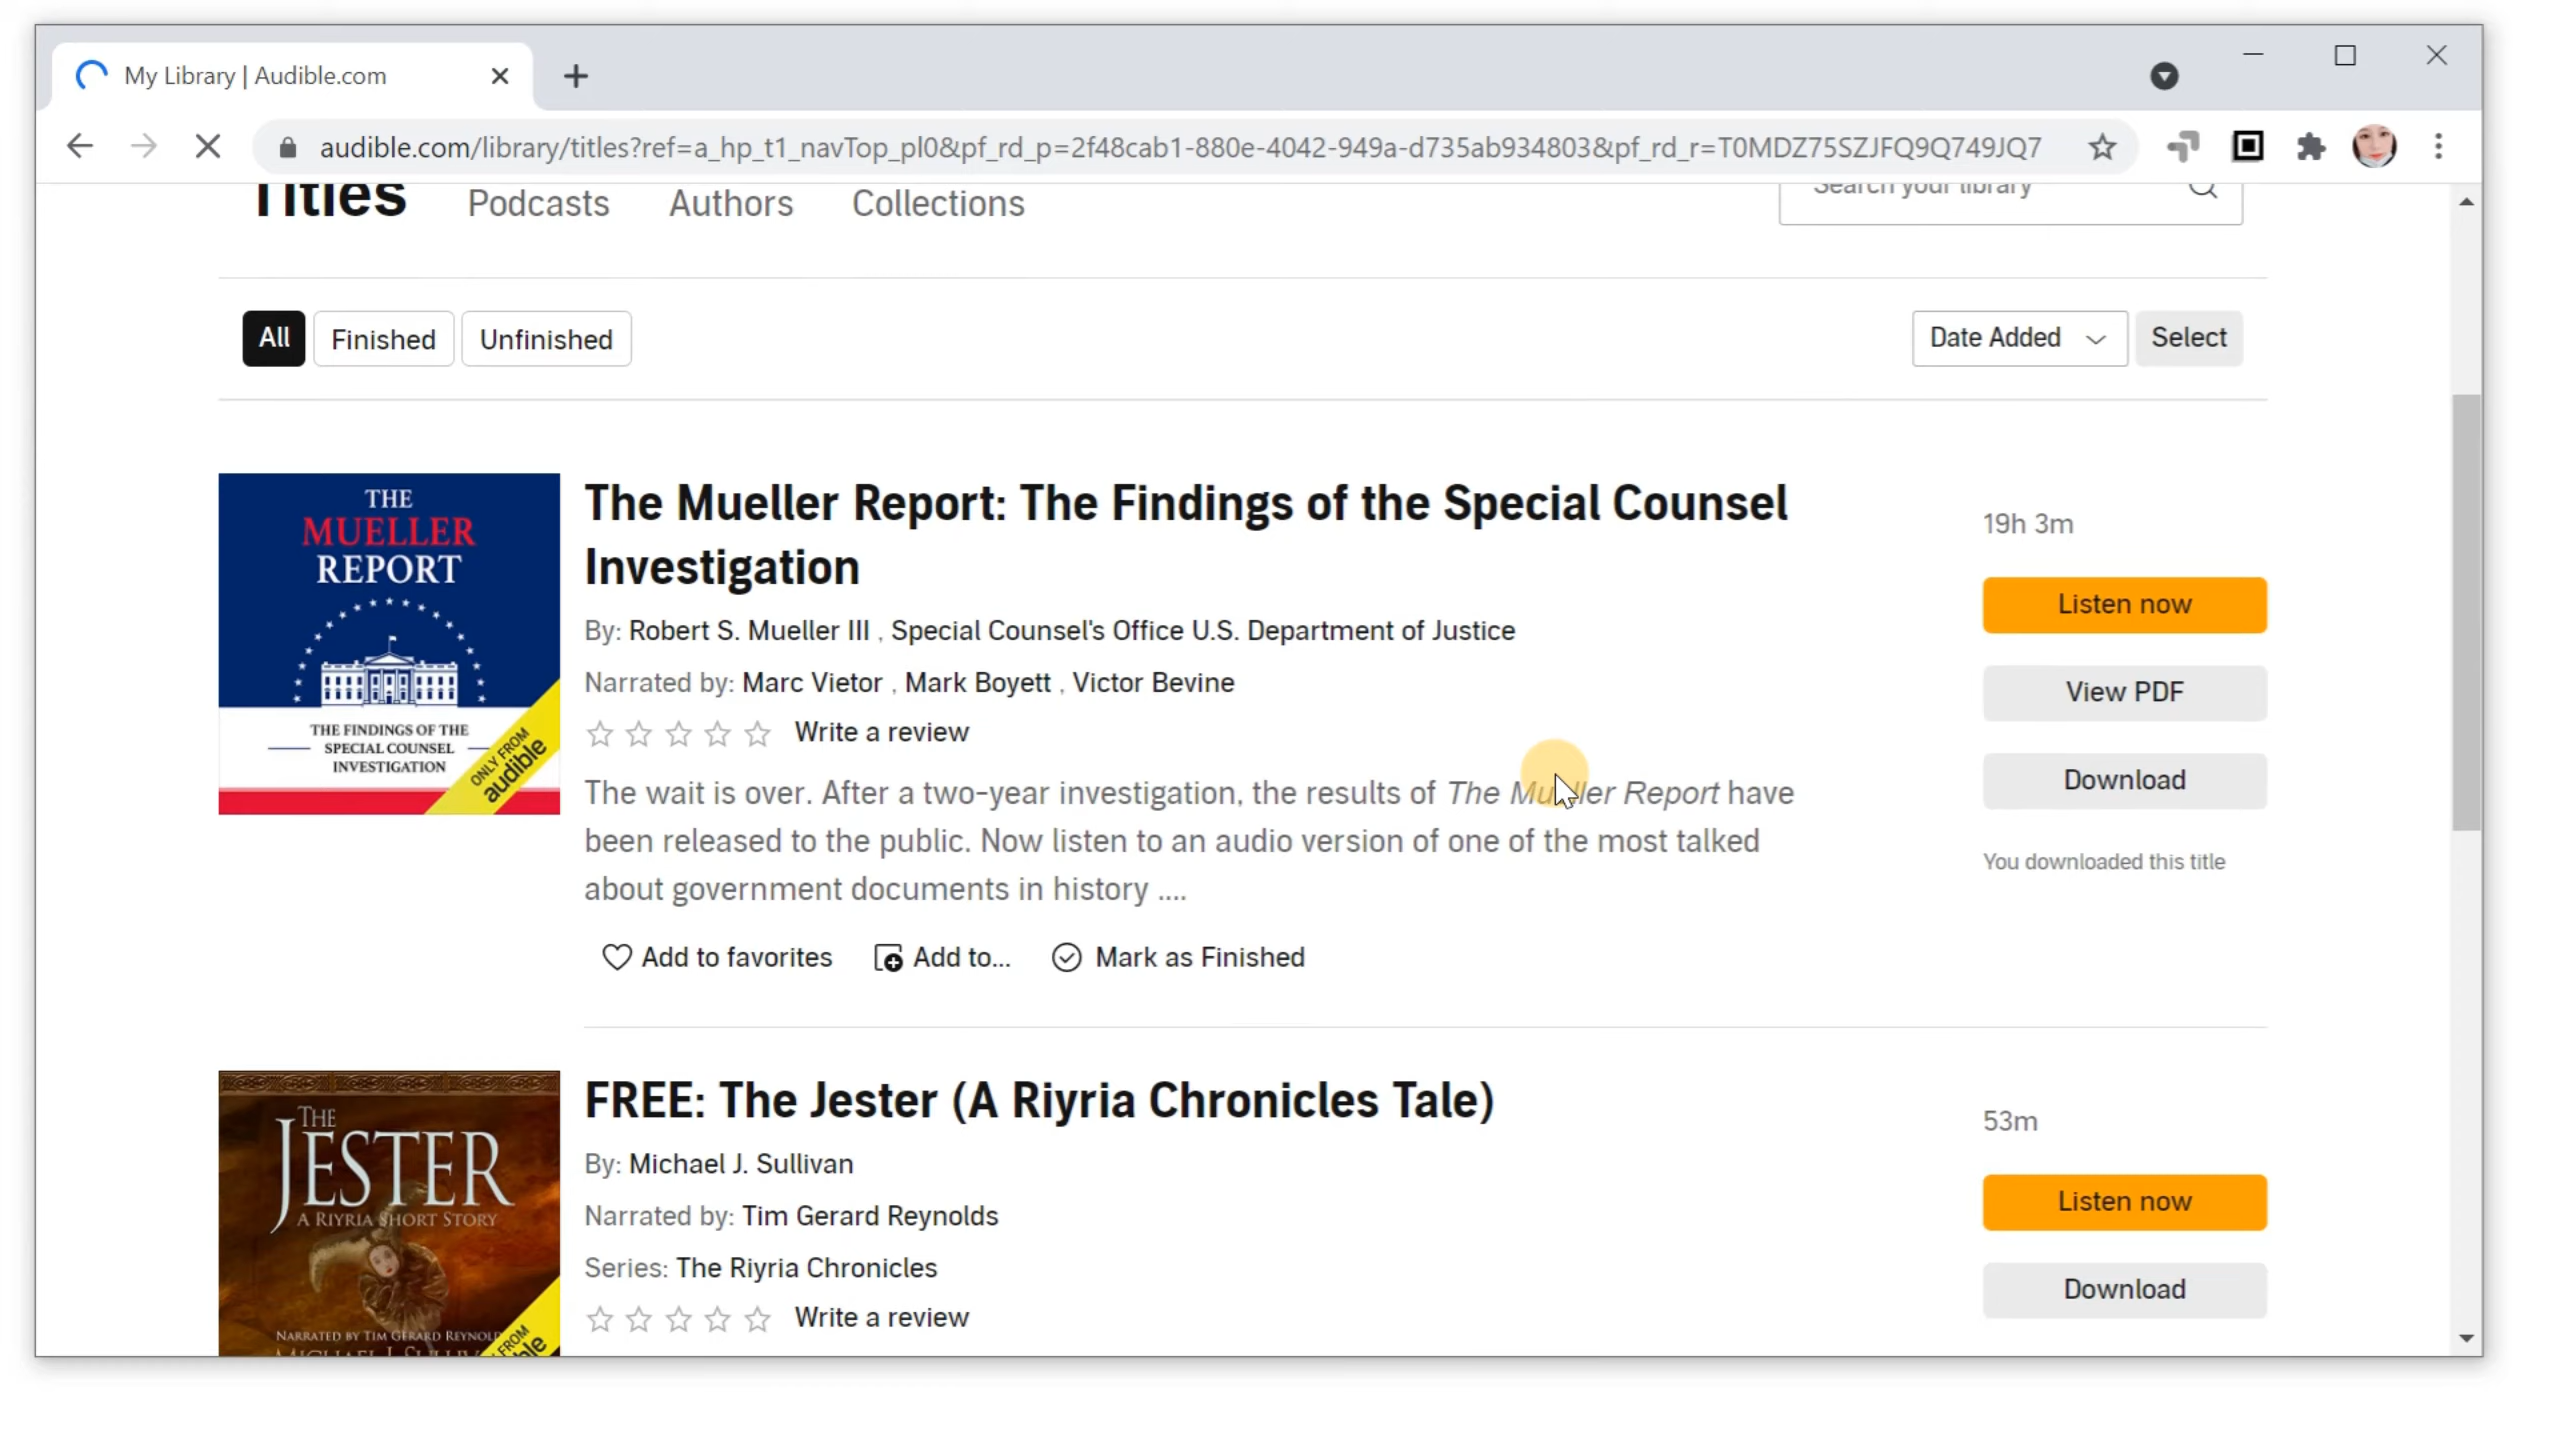 My Library | Audible.com
audible.com/library/titles?ref=a_hp_t1_navTop_pl0&pf_rd_p=2f48cab1-880e-4042-949a-d735ab934803&pf_rd_r=T0MDZ75SZJFQ9Q749JQ7
Titles Podcasts Authors Collections Search your library
All Finished Unfinished Date Added Select
THE
MUELLER
REPORT
THE FINDINGS OF THE
SPECIAL COUNSEL
INVESTIGATION
ONLY FROM
audible
The Mueller Report: The Findings of the Special Counsel
Investigation
By: Robert S. Mueller III , Special Counsel's Office U.S. Department of Justice
Narrated by: Marc Vietor , Mark Boyett , Victor Bevine
Write a review
The wait is over. After a two-year investigation, the results of The Mueller Report have
been released to the public. Now listen to an audio version of one of the most talked
about government documents in history ....
Add to favorites Add to... Mark as Finished
19h 3m
Listen now
View PDF
Download
You downloaded this title
THE
JESTER
A RIYRIA SHORT STORY
NARRATED BY TIM GERARD REYNOL
FREE: The Jester (A Riyria Chronicles Tale)
By: Michael J. Sullivan
Narrated by: Tim Gerard Reynolds
Series: The Riyria Chronicles
Write a review
53m
Listen now
Download